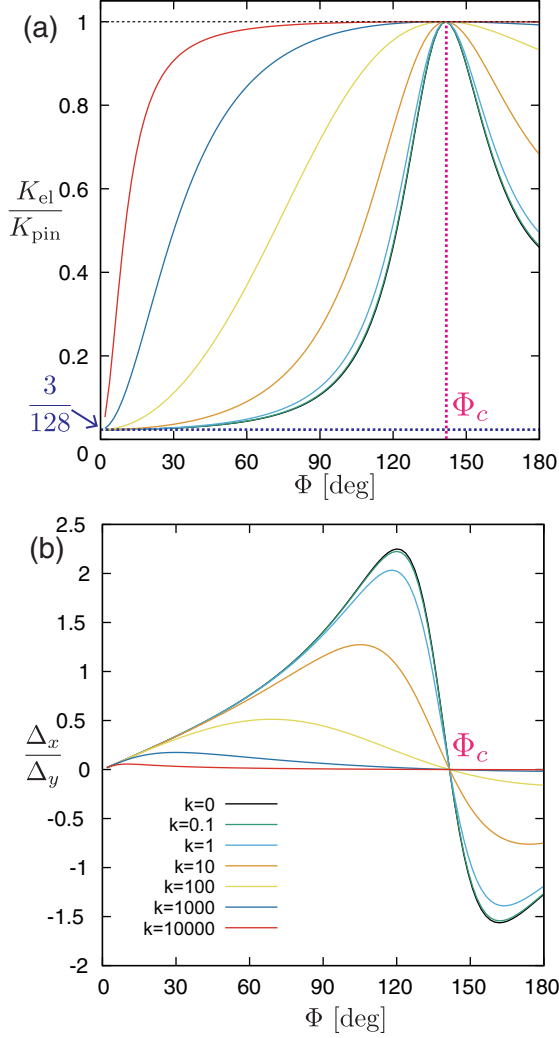 (a)
1
0.8
K_el
K_pin
0.6
0.4
0.2
3
128
0
Φ_c
0 30 60 90 120 150 180
Φ [deg]
(b)
2.5
2
1.5
1
0.5
Δ_x
Δ_y
0
-0.5
-1
-1.5
-2
Φ_c
k=0
k=0.1
k=1
k=10
k=100
k=1000
k=10000
0 30 60 90 120 150 180
Φ [deg]